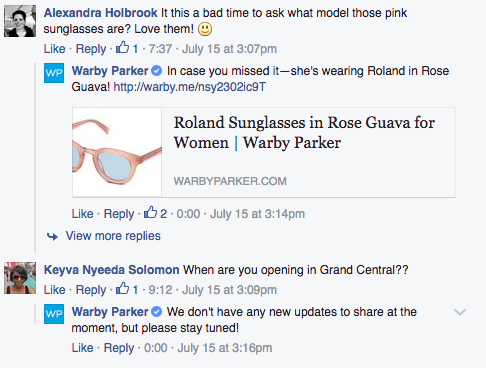 Alexandra Holbrook It this a bad time to ask what model those pink
sunglasses are? Love them!
Like · Reply · 1 · 7:37 · July 15 at 3:07pm
WP Warby Parker In case you missed it—she's wearing Roland in Rose
Guava! http://warby.me/nsy2302ic9T
Roland Sunglasses in Rose Guava for
Women | Warby Parker
WARBYPARKER.COM
Like · Reply · 2 · 0:00 · July 15 at 3:14pm
View more replies
Keyva Nyeeda Solomon When are you opening in Grand Central??
Like · Reply · 1 · 9:12 · July 15 at 3:09pm
WP Warby Parker We don't have any new updates to share at the
moment, but please stay tuned!
Like · Reply · 0:00 · July 15 at 3:16pm